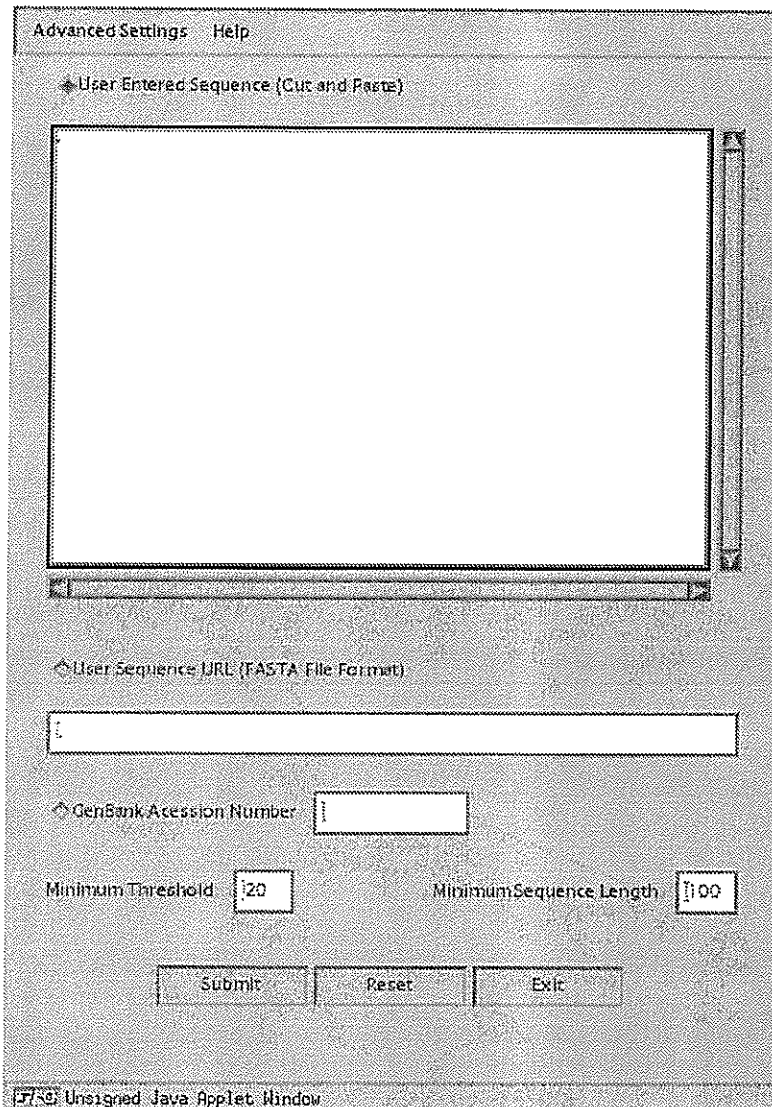 Advanced Settings Help
User Entered Sequence (Cut and Paste)
User Sequence URL (FASTA File Format)
GenBank Acession Number
Minimum Threshold 20 Minimum Sequence Length 100
Submit Reset Exit
Unsigned Java Applet Window